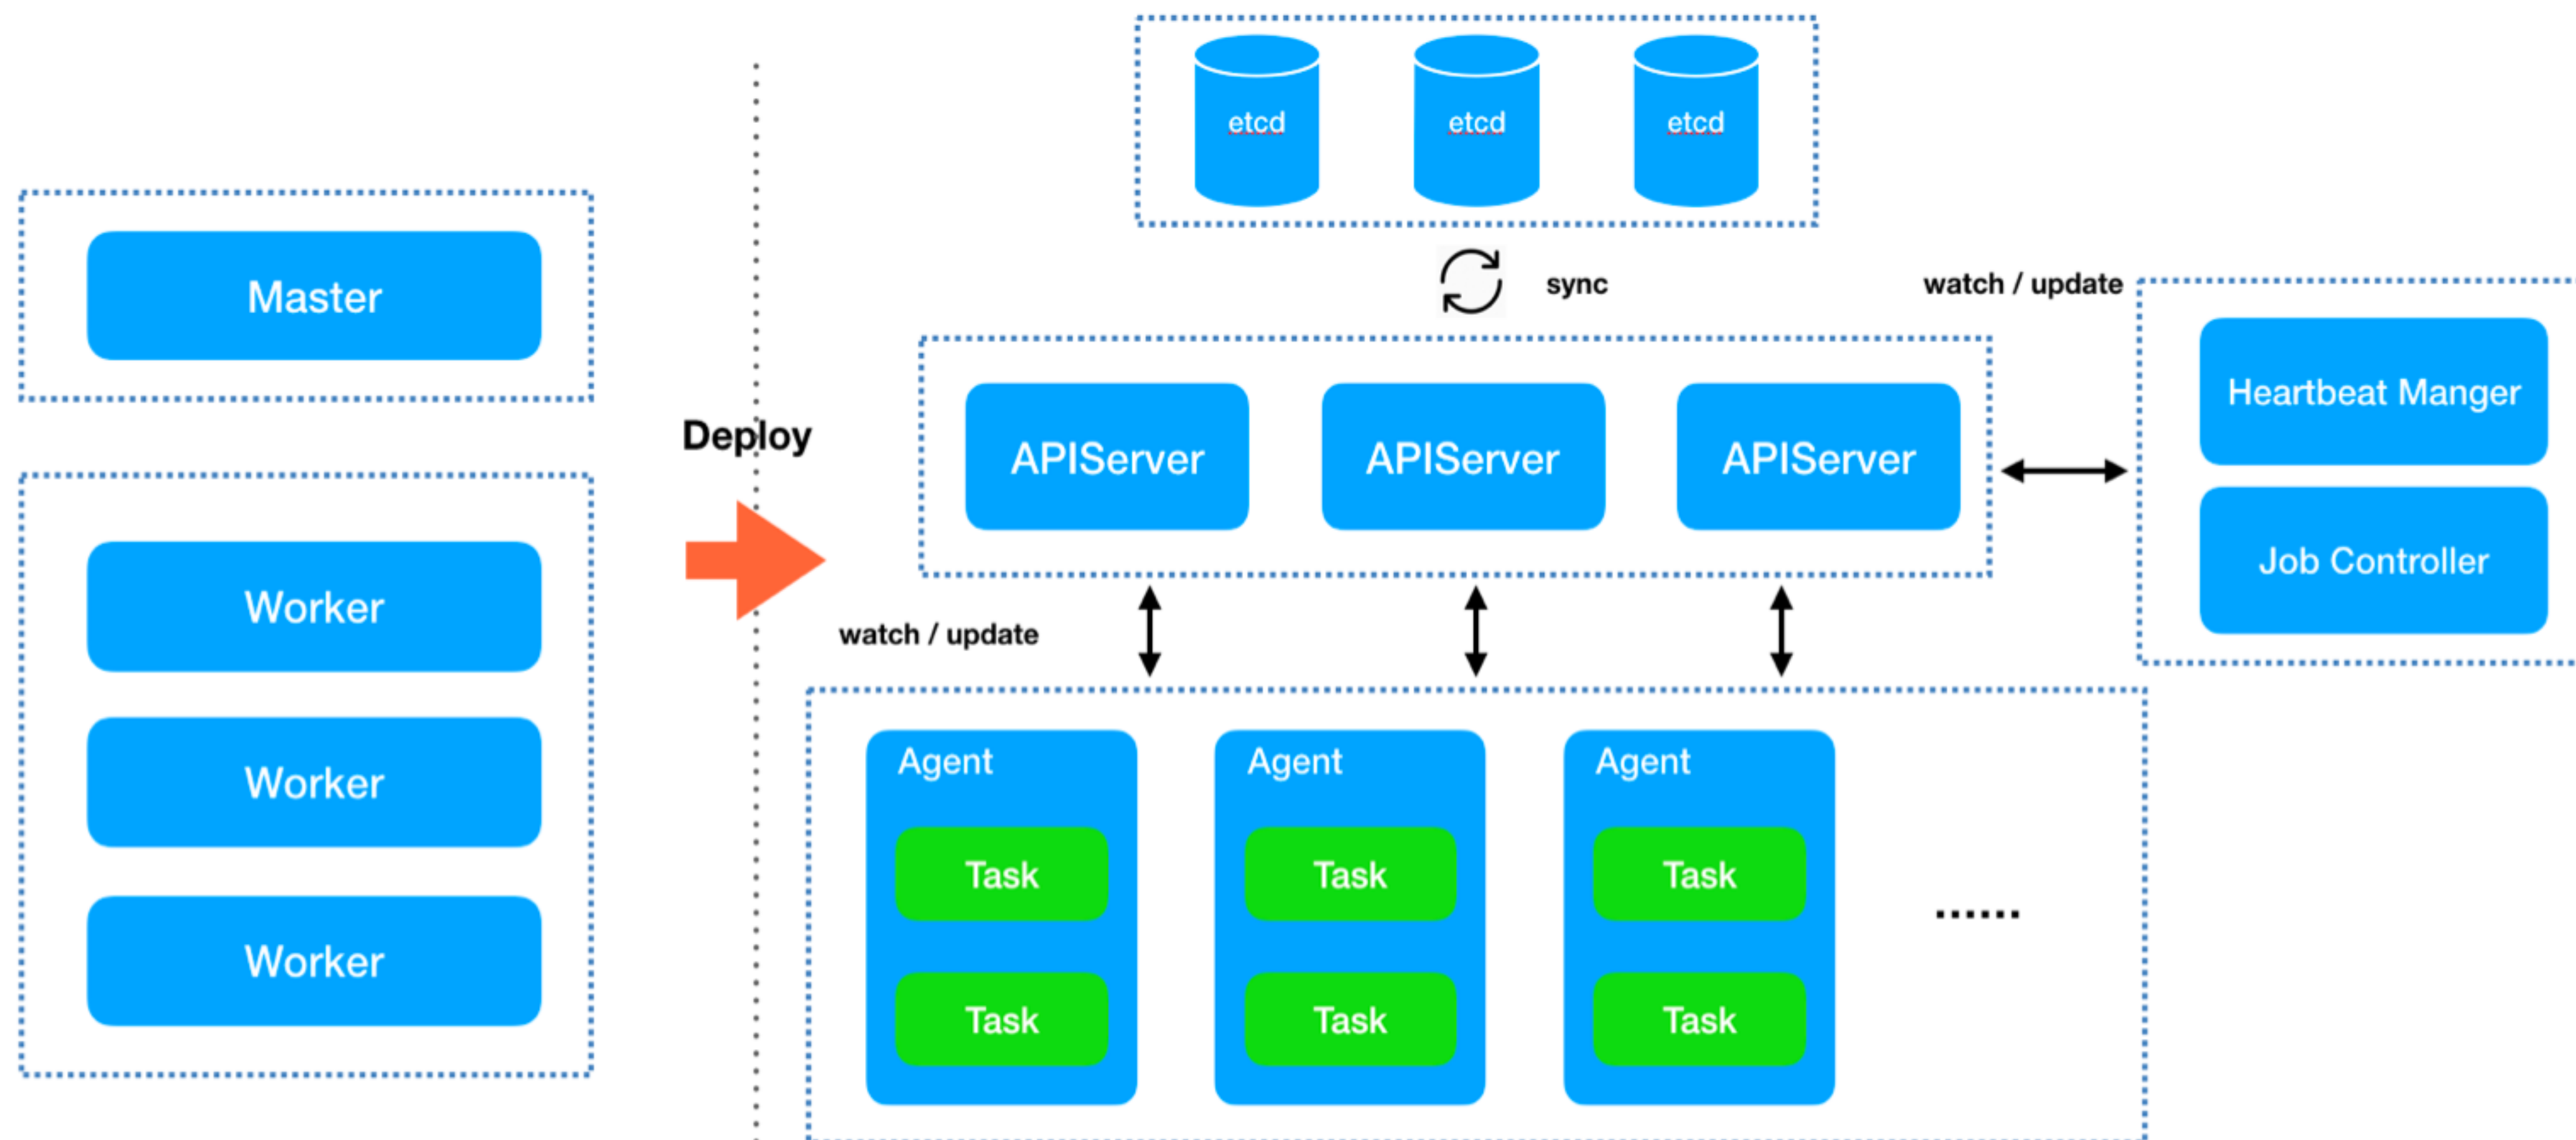 Master
Worker
Worker
Worker
Deploy
etcd
etcd
etcd
sync
watch / update
APIServer
APIServer
APIServer
Heartbeat Manger
Job Controller
watch / update
Agent
Task
Task
Agent
Task
Task
Agent
Task
Task
......